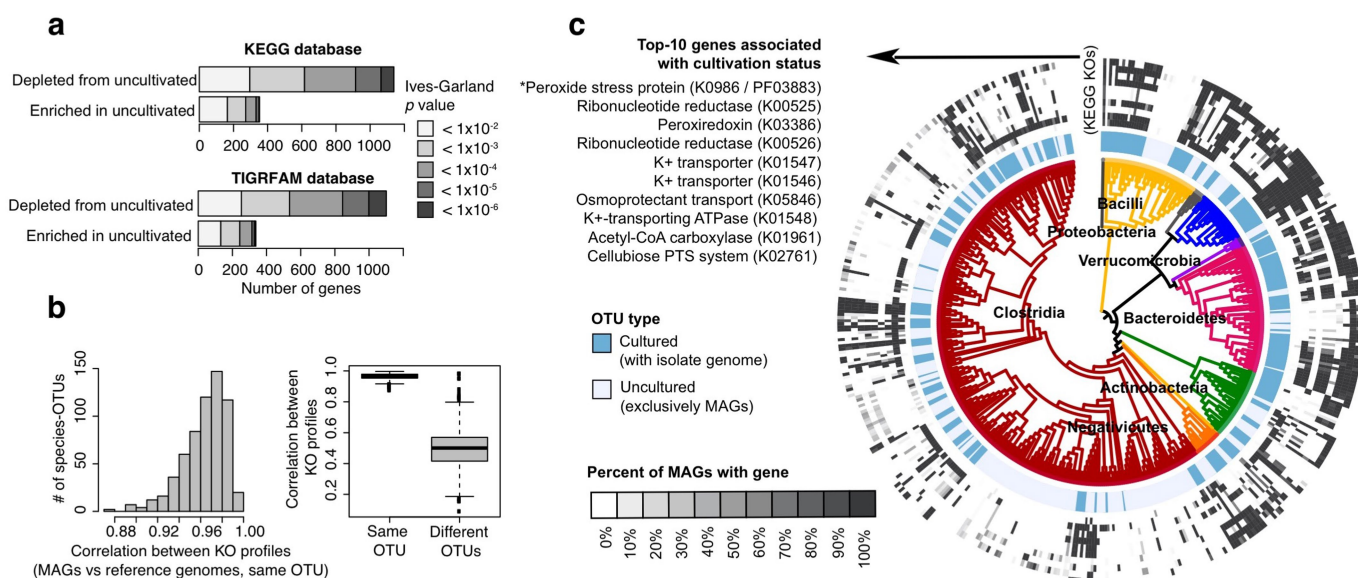 a
KEGG database
Depleted from uncultivated
Enriched in uncultivated
0 200 400 600 800 1000
Ives-Garland
p value
< 1x10-2
< 1x10-3
< 1x10-4
< 1x10-5
< 1x10-6
TIGRFAM database
Depleted from uncultivated
Enriched in uncultivated
0 200 400 600 800 1000
Number of genes
b
# of species-OTUs
0 50 100 150
0.88 0.92 0.96 1.00
Correlation between KO profiles
(MAGs vs reference genomes, same OTU)
Correlation between
KO profiles
0.2 0.4 0.6 0.8 1.0
Same
OTU
Different
OTUs
c
Top-10 genes associated
with cultivation status
*Peroxide stress protein (K0986 / PF03883)
Ribonucleotide reductase (K00525)
Peroxiredoxin (K03386)
Ribonucleotide reductase (K00526)
K+ transporter (K01547)
K+ transporter (K01546)
Osmoprotectant transport (K05846)
K+-transporting ATPase (K01548)
Acetyl-CoA carboxylase (K01961)
Cellubiose PTS system (K02761)
OTU type
Cultured
(with isolate genome)
Uncultured
(exclusively MAGs)
Percent of MAGs with gene
0% 10% 20% 30% 40% 50% 60% 70% 80% 90% 100%
(KEGG KOs)
Bacilli
Proteobacteria
Verrucomicrobia
Clostridia
Bacteroidetes
Actinobacteria
Negativicutes